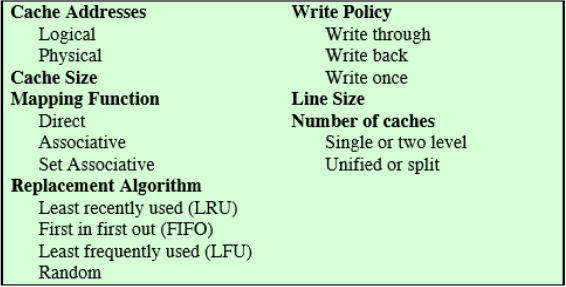 Cache Addresses
Logical
Physical
Cache Size
Mapping Function
Direct
Associative
Set Associative
Replacement Algorithm
Least recently used (LRU)
First in first out (FIFO)
Least frequently used (LFU)
Random
Write Policy
Write through
Write back
Write once
Line Size
Number of caches
Single or two level
Unified or split